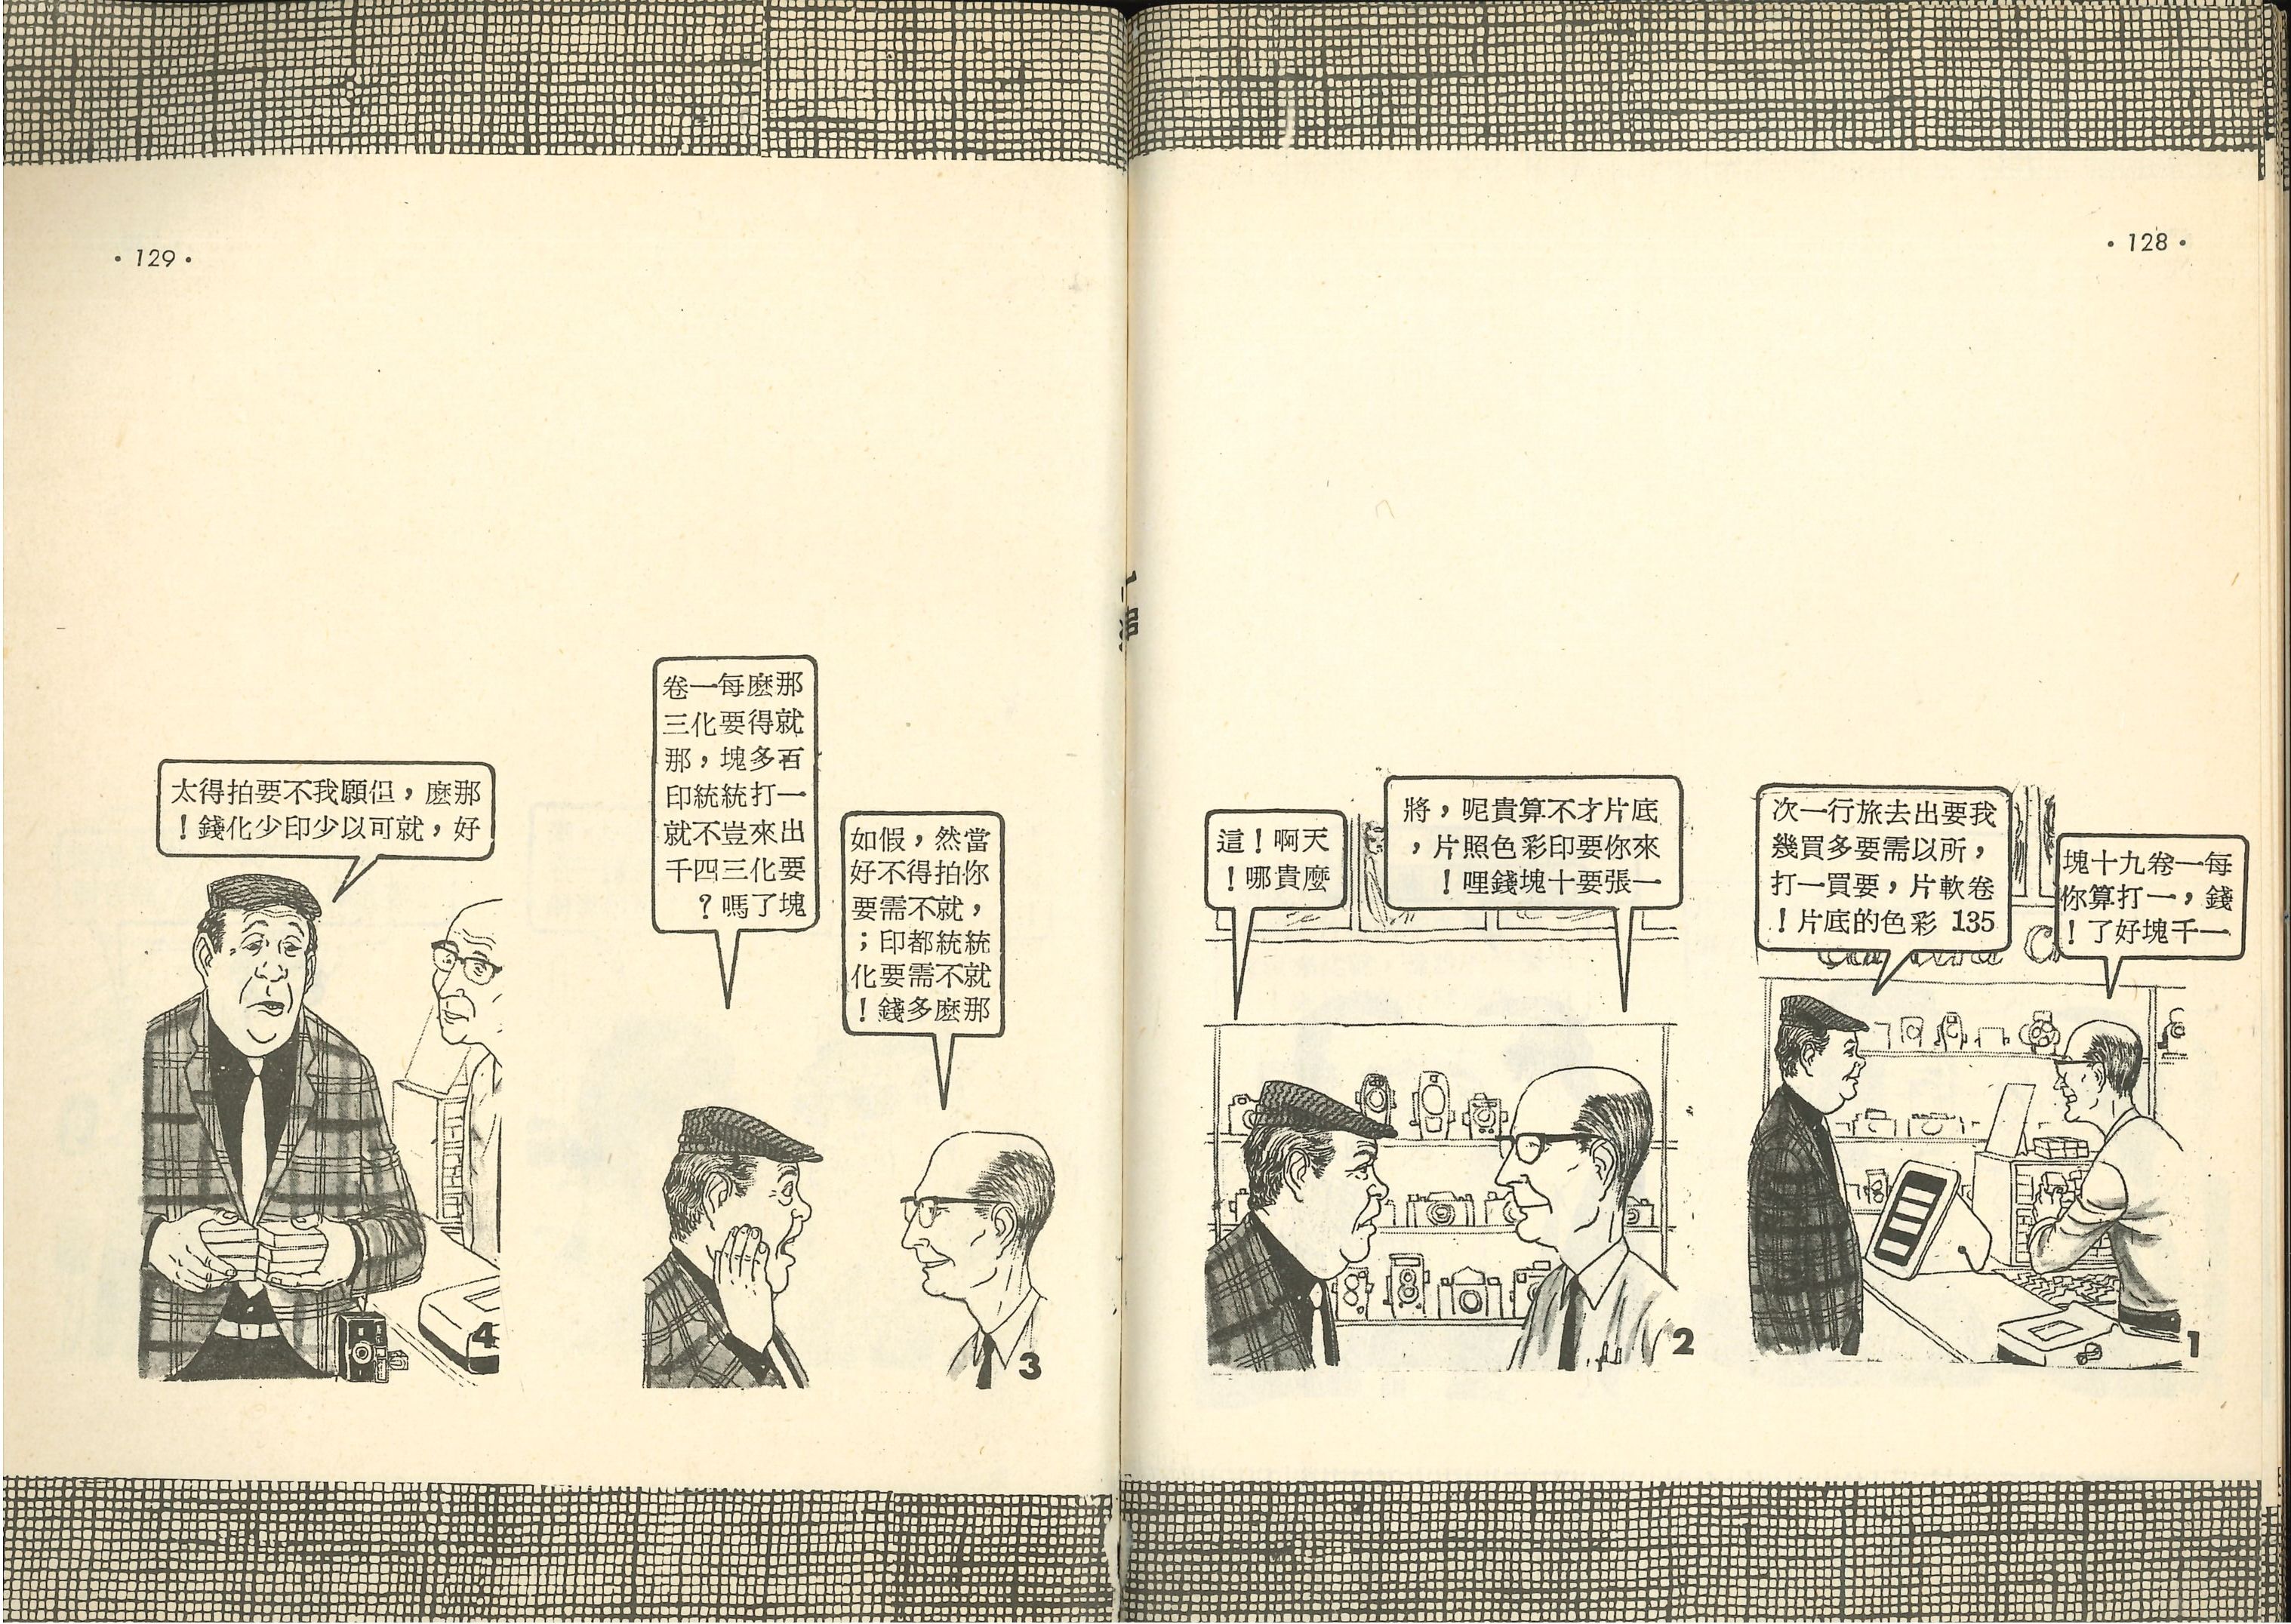 • 128 •
我要出去旅行一次
，所以需要多買幾
卷軟片，要買一打
135 彩色的底片！
每一卷九十塊
錢，一打算你
一千塊好了！
1
底片才不算貴呢，將
來你要印彩色照片，
一張要十塊錢哩！
天啊！這
麼貴哪！
2
• 129 •
那麼每一卷
就得要化三
百多塊，那
一打統統印
出來豈不就
要化三四千
塊了嗎？
當然，假如
你拍得不好
，就不需要
統統都印；
就不需要化
那麼多錢！
3
那麼，但願我不要拍得太
好，就可以少印少化錢！
4